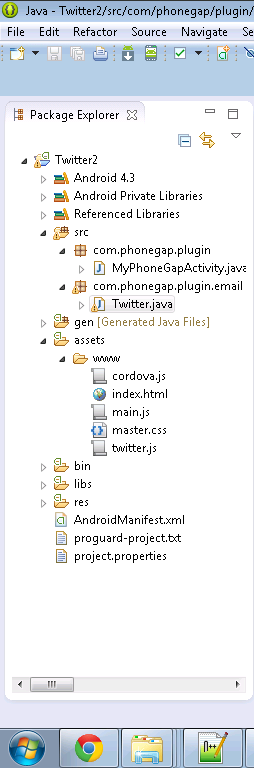 Java - Twitter2/src/com/phonegap/plugin/
File Edit Refactor Source Navigate Se
Package Explorer
Twitter2
Android 4.3
Android Private Libraries
Referenced Libraries
src
com.phonegap.plugin
MyPhoneGapActivity.java
com.phonegap.plugin.email
Twitter.java
gen [Generated Java Files]
assets
www
cordova.js
index.html
main.js
master.css
twitter.js
bin
libs
res
AndroidManifest.xml
proguard-project.txt
project.properties